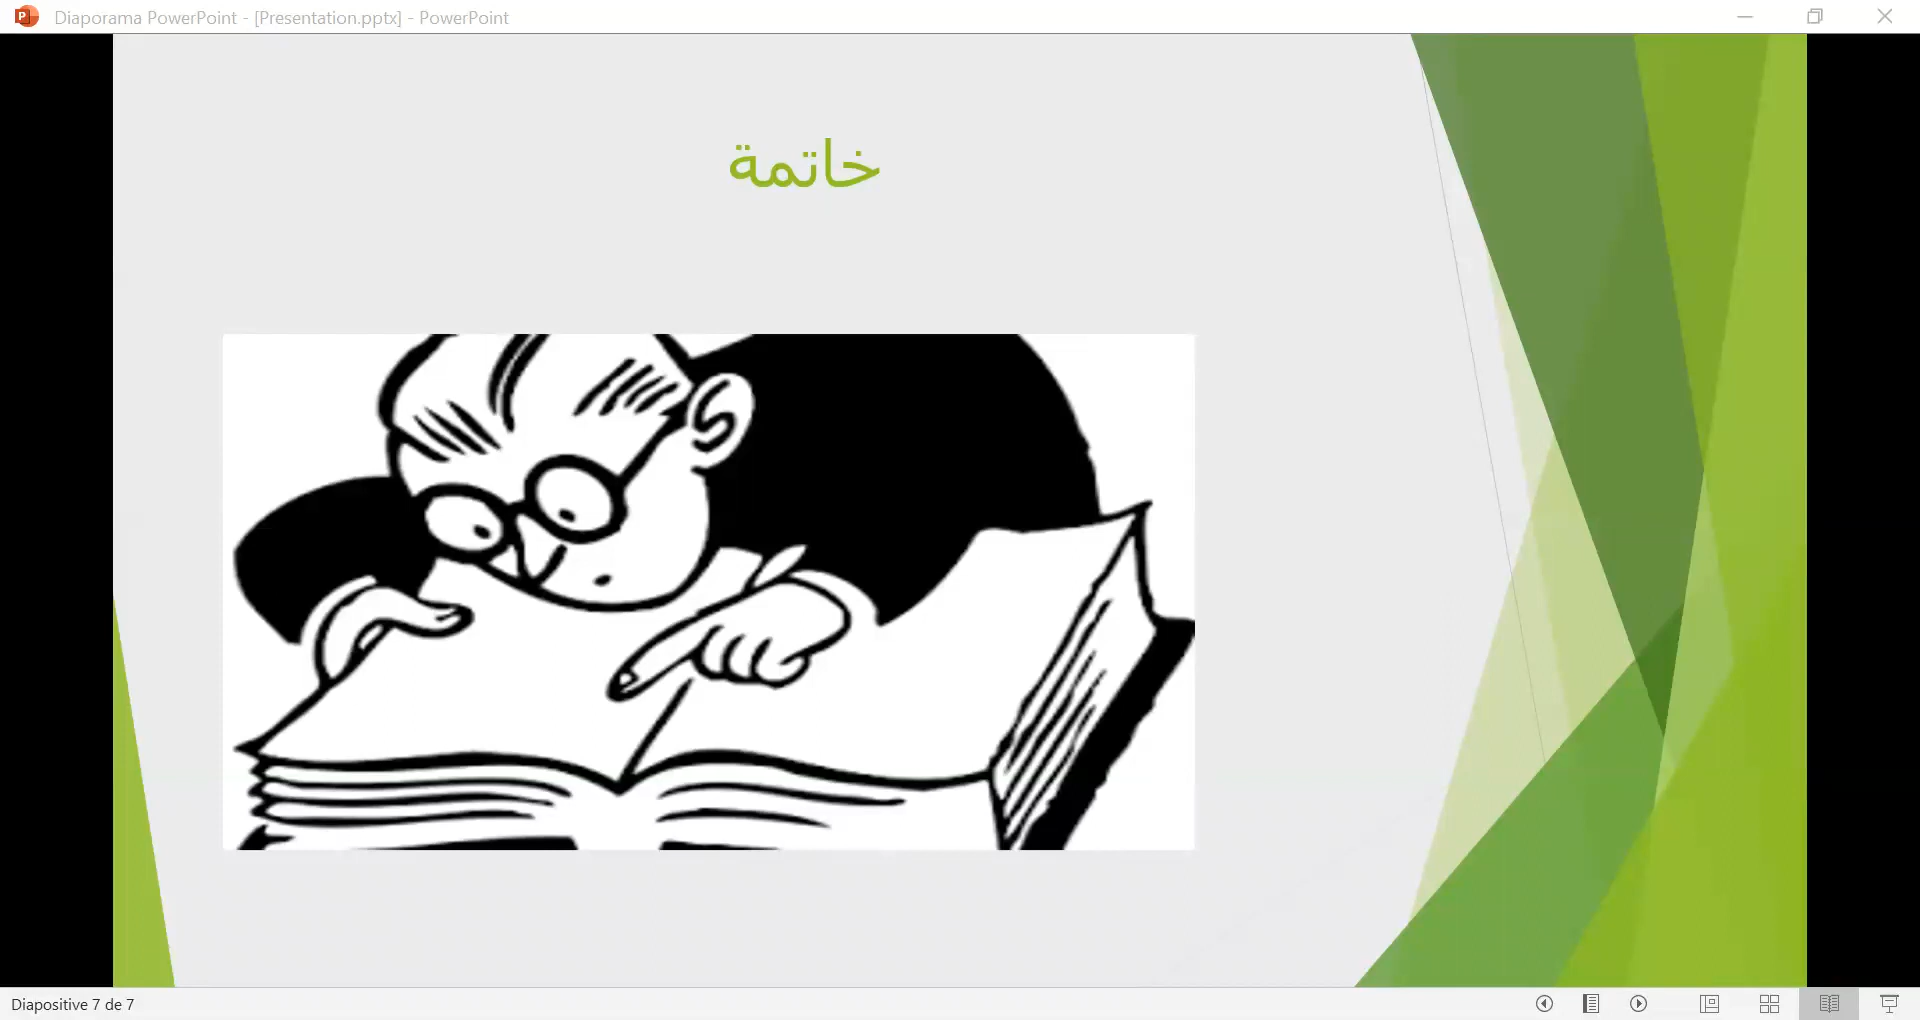 Diaporama PowerPoint - [Presentation.pptx] - PowerPoint
خاتمة
Diapositive 7 de 7